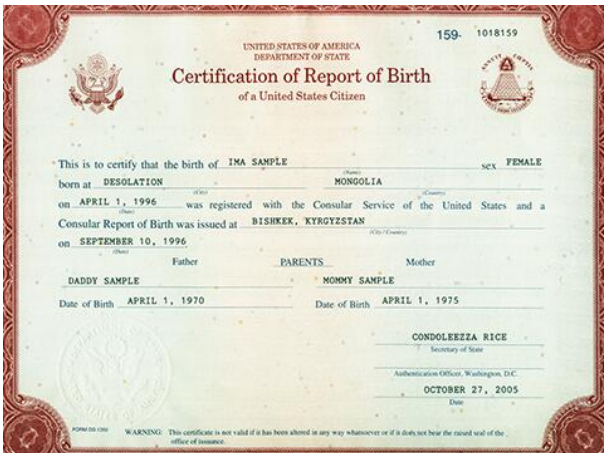 159- 1018159
UNITED STATES OF AMERICA
DEPARTMENT OF STATE
Certification of Report of Birth
of a United States Citizen
ANNUIT CŒPTIS
This is to certify that the birth of IMA SAMPLE sex FEMALE
(Name)
born at DESOLATION MONGOLIA
(City) (Country)
on APRIL 1, 1996 was registered with the Consular Service of the United States and a
(Date)
Consular Report of Birth was issued at BISHKEK, KYRGYZSTAN
(City / Country)
on SEPTEMBER 10, 1996
(Date)
Father PARENTS Mother
DADDY SAMPLE MOMMY SAMPLE
Date of Birth APRIL 1, 1970 Date of Birth APRIL 1, 1975
CONDOLEEZZA RICE
Secretary of State
Authentication Officer, Washington, D.C.
OCTOBER 27, 2005
Date
FORM DS-1350 WARNING: This certificate is not valid if it has been altered in any way whatsoever or if it does not bear the raised seal of the
office of issuance.